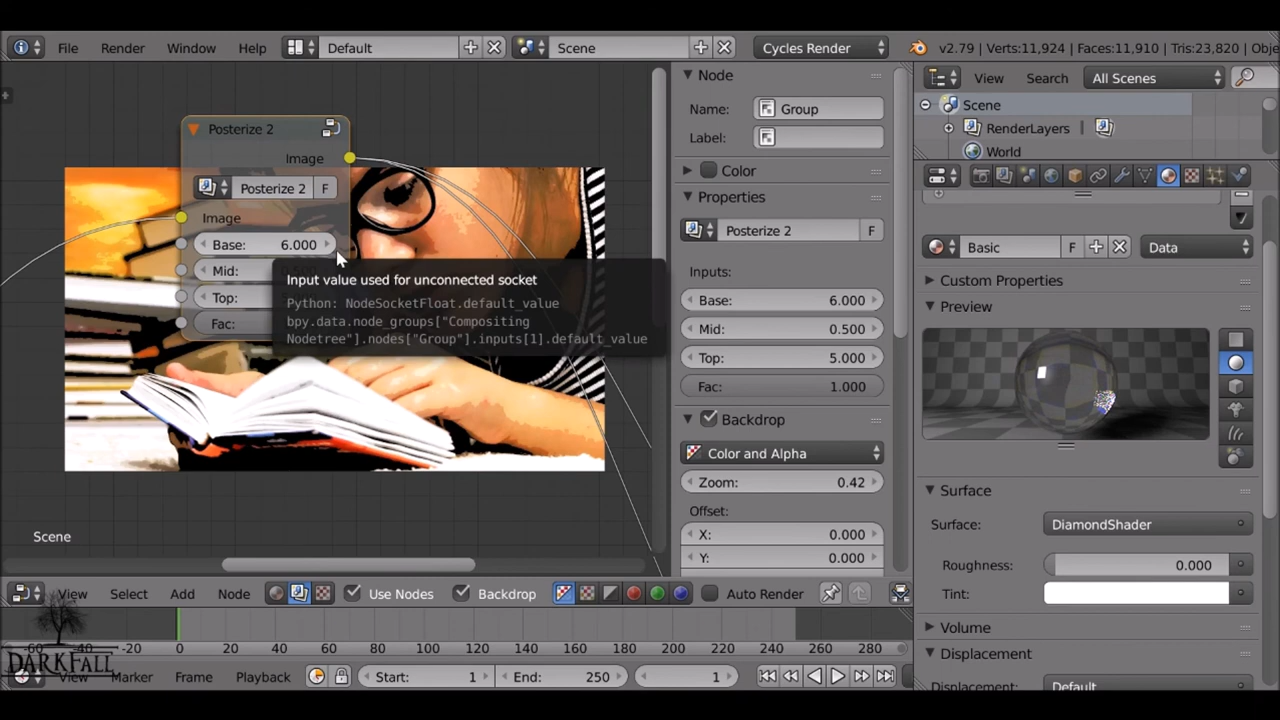 File Render Window Help Default Scene Cycles Render v2.79 | Verts:11,924 | Faces:11,910 | Tris:23,820 | Obje
Posterize 2
Image
Posterize 2 F
Image
Base: 6.000
Mid:
Top:
Fac:
Input value used for unconnected socket
Python: NodeSocketFloat.default_value
bpy.data.node_groups["Compositing
Nodetree"].nodes["Group"].inputs[1].default_value
Scene
Node
Name: Group
Label:
Color
Properties
Posterize 2 F
Inputs:
Base: 6.000
Mid: 0.500
Top: 5.000
Fac: 1.000
Backdrop
Color and Alpha
Zoom: 0.42
Offset:
X: 0.000
Y: 0.000
View Search All Scenes
Scene
RenderLayers
World
Basic F Data
Custom Properties
Preview
Surface
Surface: DiamondShader
Roughness: 0.000
Tint:
Volume
Displacement
Displacement: Default
View Select Add Node Use Nodes Backdrop Auto Render
-60 -40 -20 0 20 40 60 80 100 120 140 160 180 200 220 240 260 280
DARKFALL
View Marker Frame Playback Start: 1 End: 250 1